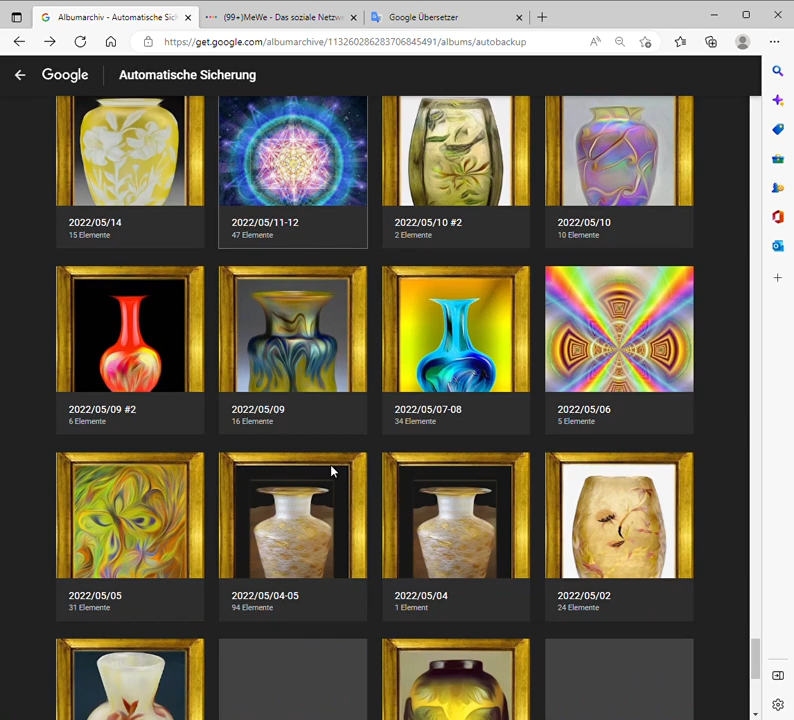 Albumarchiv - Automatische Sich
(99+)MeWe - Das soziale Netzwe
Google Übersetzer
https://get.google.com/albumarchive/113260286283706845491/albums/autobackup
Google
Automatische Sicherung
2022/05/14
15 Elemente
2022/05/11-12
47 Elemente
2022/05/10 #2
2 Elemente
2022/05/10
10 Elemente
2022/05/09 #2
6 Elemente
2022/05/09
16 Elemente
2022/05/07-08
34 Elemente
2022/05/06
5 Elemente
2022/05/05
31 Elemente
2022/05/04-05
94 Elemente
2022/05/04
1 Element
2022/05/02
24 Elemente